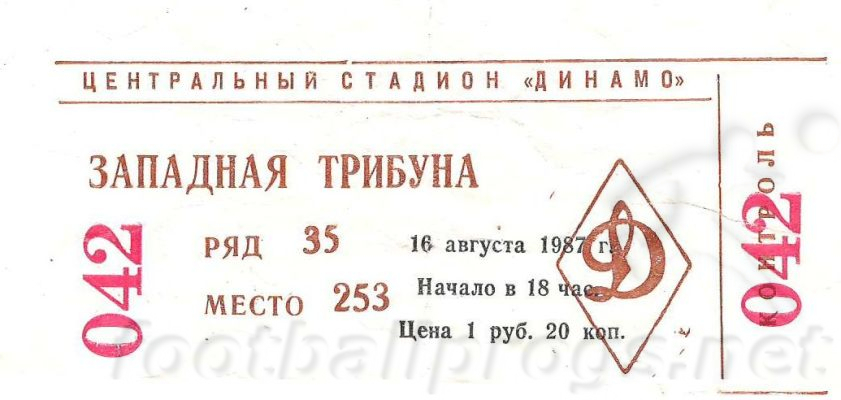 ЦЕНТРАЛЬНЫЙ СТАДИОН «ДИНАМО»
ЗАПАДНАЯ ТРИБУНА
РЯД 35
МЕСТО 253
16 августа 1987 г.
Начало в 18 час.
Цена 1 руб. 20 коп.
Д
042
КОНТРОЛЬ
042
footballprogs.net